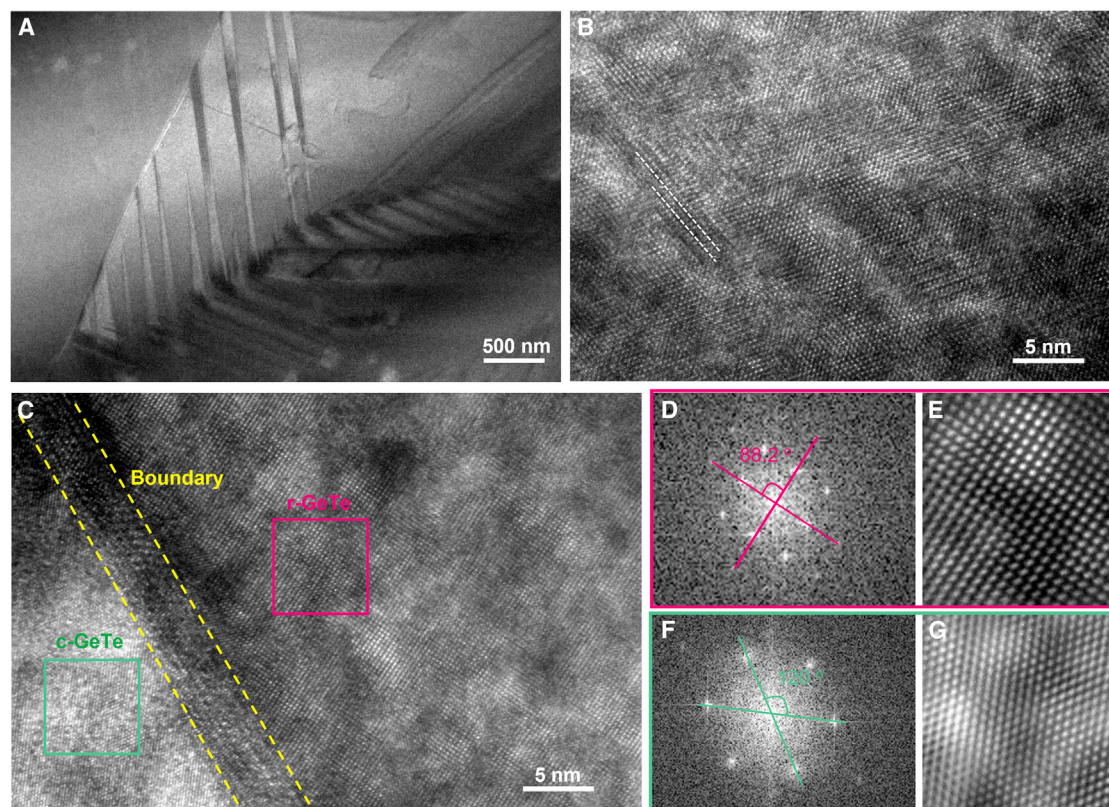 A
500 nm
B
5 nm
C
Boundary
r-GeTe
c-GeTe
5 nm
D
88.2 °
E
F
120 °
G